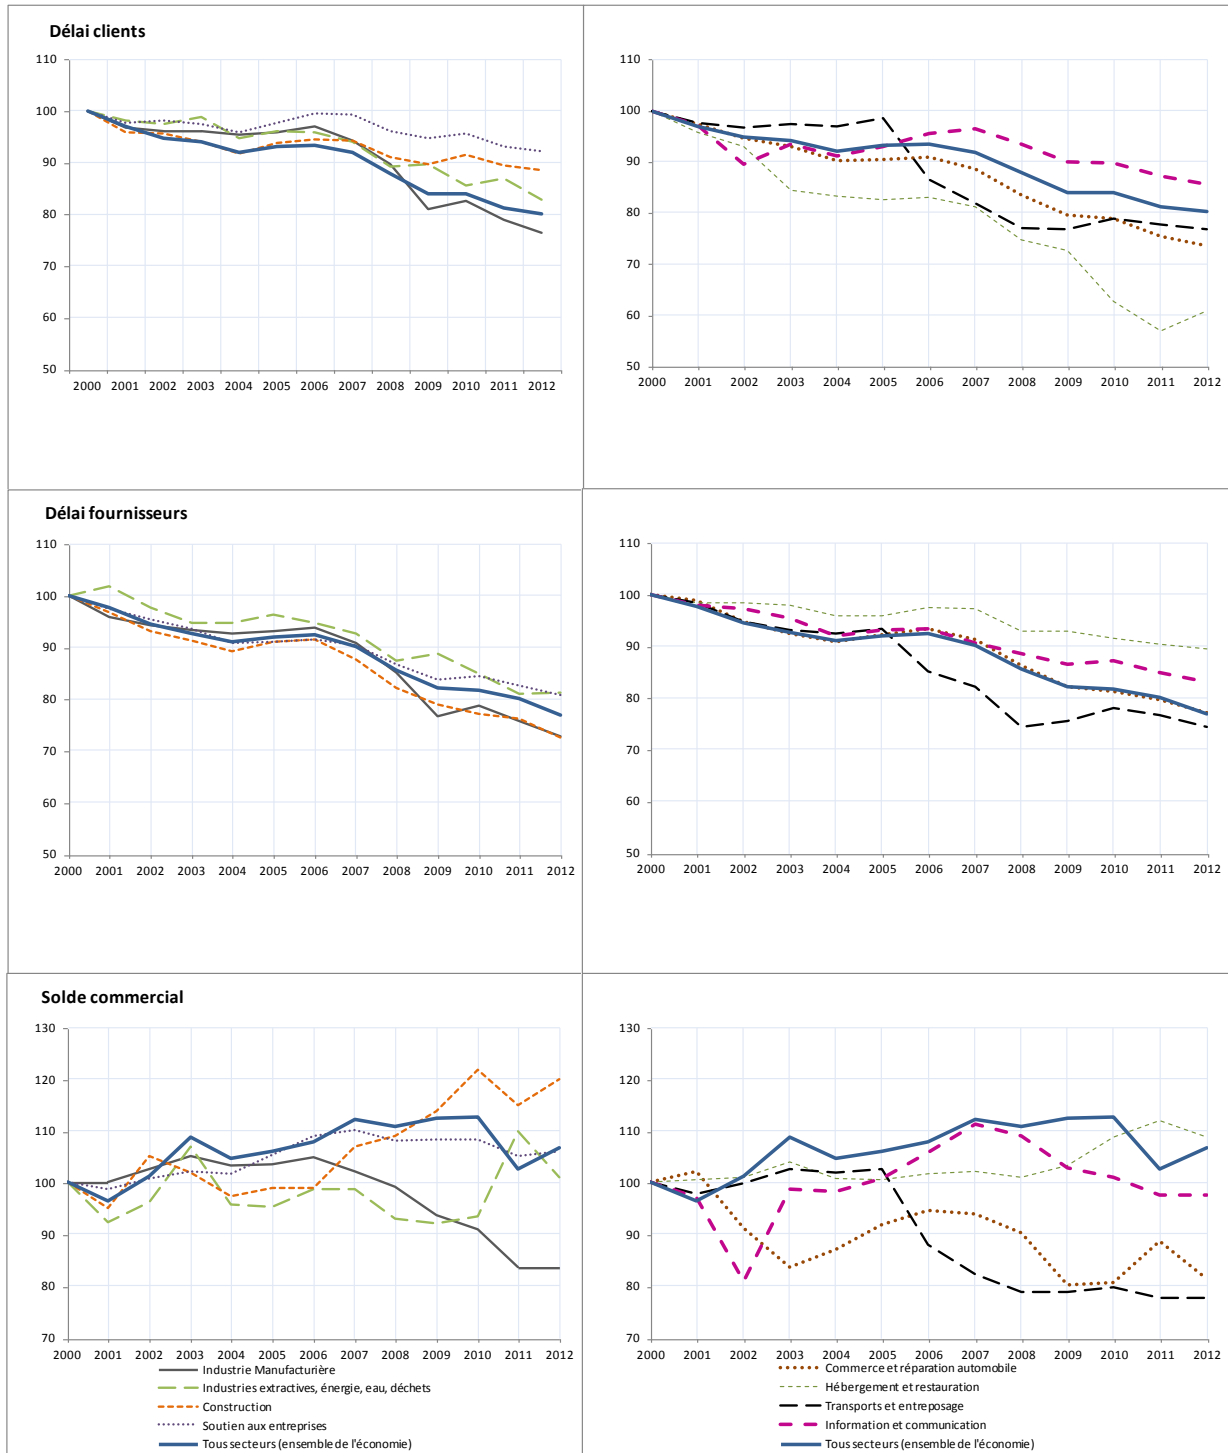 Délai clients
110
100
90
80
70
60
50
2000 2001 2002 2003 2004 2005 2006 2007 2008 2009 2010 2011 2012
110
100
90
80
70
60
50
2000 2001 2002 2003 2004 2005 2006 2007 2008 2009 2010 2011 2012
Délai fournisseurs
110
100
90
80
70
60
50
2000 2001 2002 2003 2004 2005 2006 2007 2008 2009 2010 2011 2012
110
100
90
80
70
60
50
2000 2001 2002 2003 2004 2005 2006 2007 2008 2009 2010 2011 2012
Solde commercial
130
120
110
100
90
80
70
2000 2001 2002 2003 2004 2005 2006 2007 2008 2009 2010 2011 2012
Industrie Manufacturière
Industries extractives, énergie, eau, déchets
Construction
Soutien aux entreprises
Tous secteurs (ensemble de l'économie)
130
120
110
100
90
80
70
2000 2001 2002 2003 2004 2005 2006 2007 2008 2009 2010 2011 2012
Commerce et réparation automobile
Hébergement et restauration
Transports et entreposage
Information et communication
Tous secteurs (ensemble de l'économie)